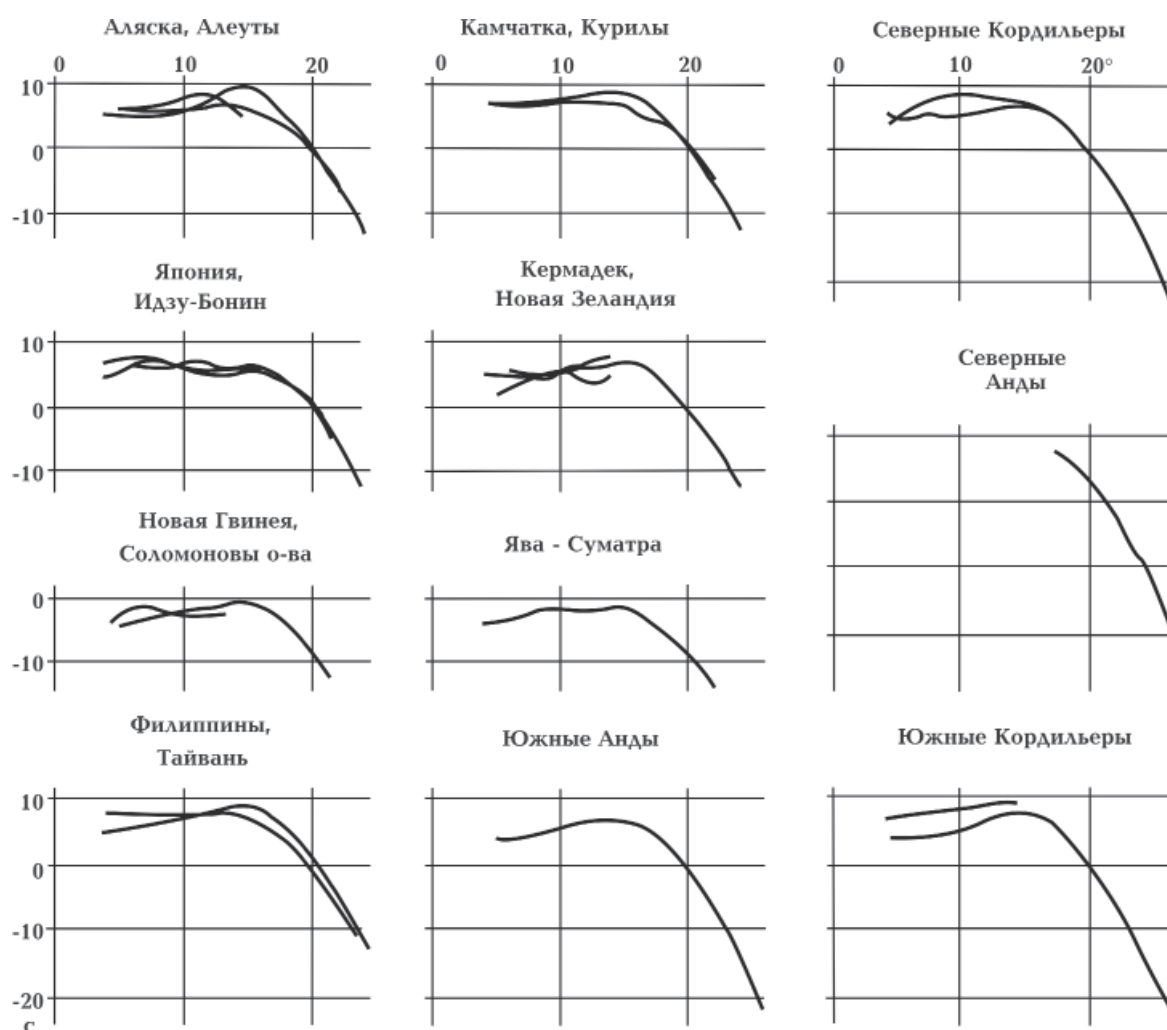 Аляска, Алеуты
Камчатка, Курилы
Северные Кордильеры
0 10 20
0 10 20
0 10 20°
10
0
-10
Япония,
Идзу-Бонин
Кермадек,
Новая Зеландия
10
0
-10
Северные
Анды
Новая Гвинея,
Соломоновы о-ва
Ява - Суматра
0
-10
Филиппины,
Тайвань
Южные Анды
Южные Кордильеры
10
0
-10
-20